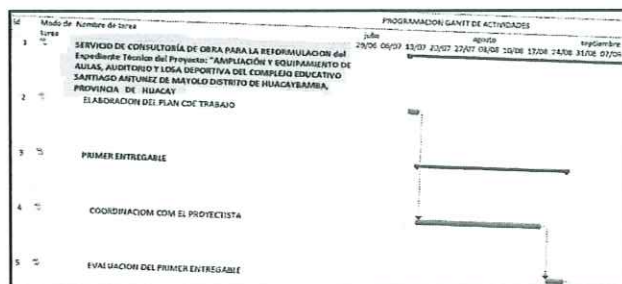 PROGRAMACION GANTT DE ACTIVIDADES
Id Modo de tarea Nombre de tarea
julio agosto septiembre
29/06 06/07 13/07 20/07 27/07 03/08 10/08 17/08 24/08 31/08 07/09
1 SERVICIO DE CONSULTORÍA DE OBRA PARA LA REFORMULACION del
Expediente Técnico del Proyecto: "AMPLIACIÓN Y EQUIPAMIENTO DE
AULAS, AUDITORIO Y LOSA DEPORTIVA DEL COMPLEJO EDUCATIVO
SANTIAGO ANTUNEZ DE MAYOLO DISTRITO DE HUACAYBAMBA,
PROVINCIA DE HUACAY
2 ELABORACION DEL PLAN CDE TRABAJO
3 PRIMER ENTREGABLE
4 COORDINACIOM COM EL PROYECTISTA
5 EVALUACION DEL PRIMER ENTREGABLE